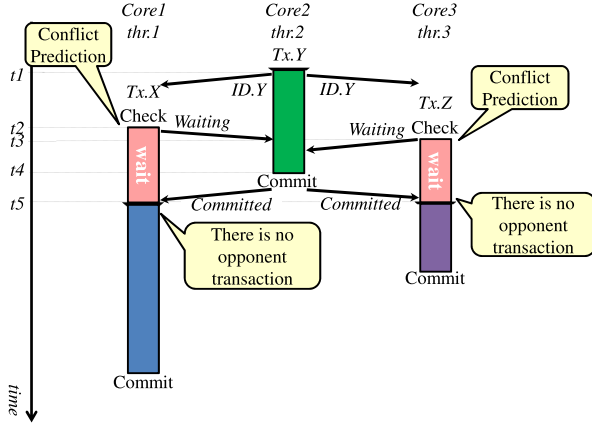 Core1
thr.1
Core2
thr.2
Core3
thr.3
Conflict
Prediction
Tx.Y
t1
ID.Y
ID.Y
Conflict
Prediction
Tx.X
Tx.Z
Check
Waiting
Waiting
Check
t2
t3
wait
wait
t4
Commit
t5
Committed
Committed
There is no
opponent
transaction
There is no
opponent
transaction
Commit
Commit
time